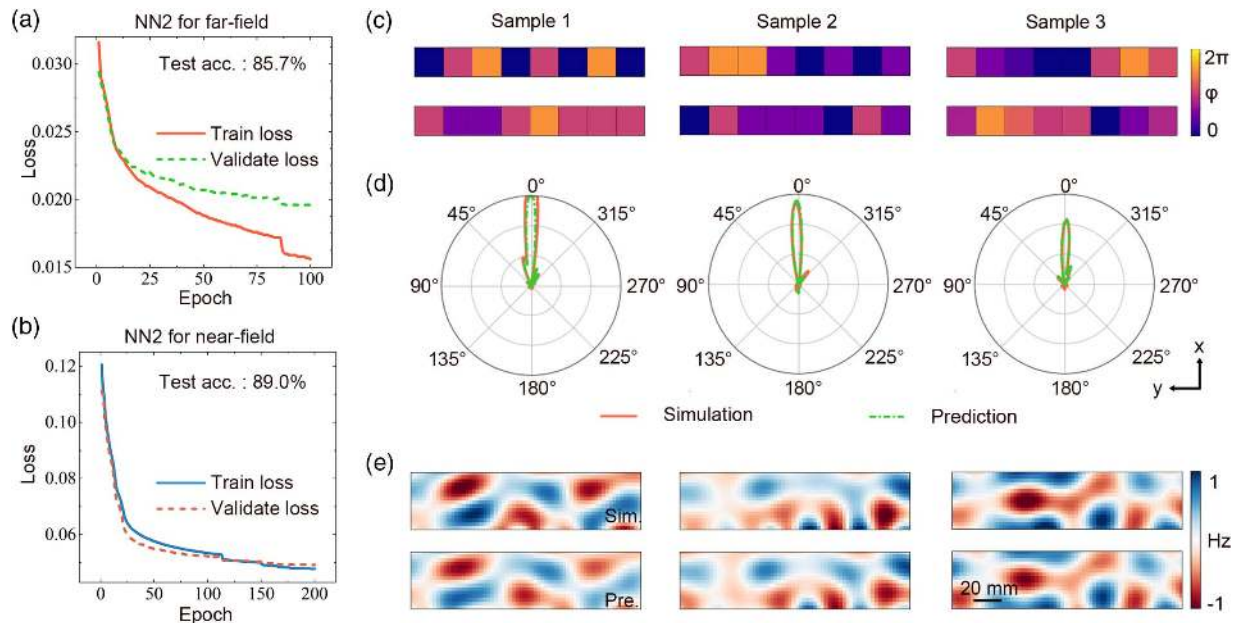 (a)
NN2 for far-field
Test acc. : 85.7%
Train loss
Validate loss
Loss
0.030
0.025
0.020
0.015
0 25 50 75 100
Epoch
(b)
NN2 for near-field
Test acc. : 89.0%
Train loss
Validate loss
Loss
0.12
0.10
0.08
0.06
0 50 100 150 200
Epoch
(c)
Sample 1 Sample 2 Sample 3
2π
φ
0
(d)
0° 0° 0°
45° 315° 45° 315° 45° 315°
90° 270° 90° 270° 90° 270°
135° 225° 135° 225° 135° 225°
180° 180° 180°
x
y
Simulation Prediction
(e)
Sim.
Pre.
20 mm
1
Hz
-1